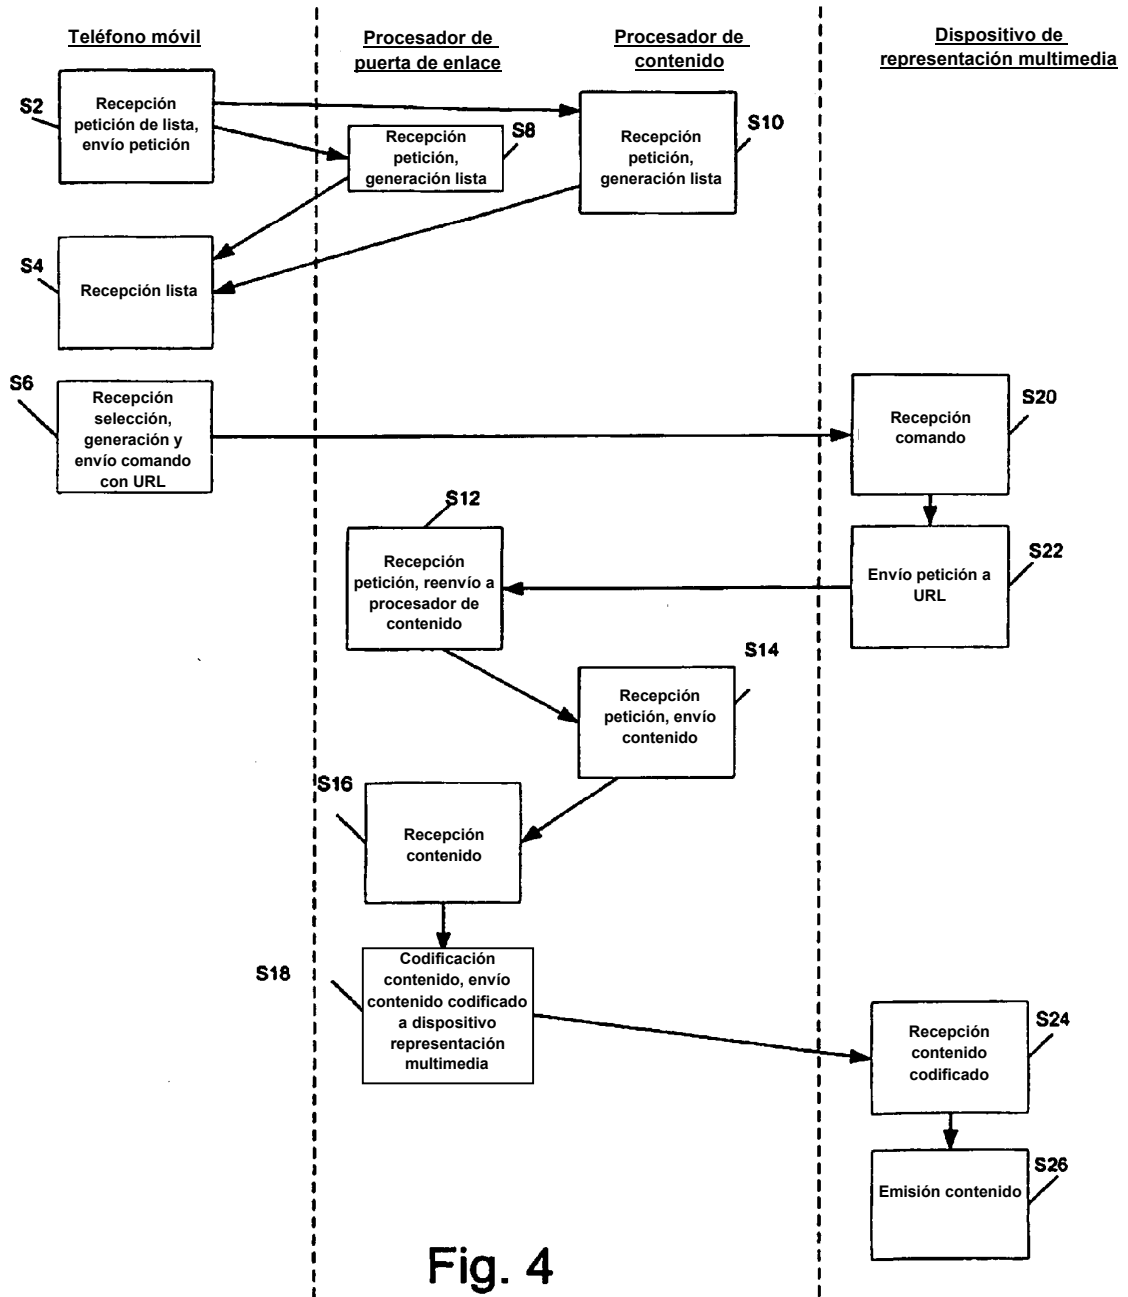 Teléfono móvil
Procesador de
puerta de enlace
Procesador de
contenido
Dispositivo de
representación multimedia
S2
Recepción
petición de lista,
envío petición
S8
Recepción
petición,
generación lista
S10
Recepción
petición,
generación lista
S4
Recepción lista
S6
Recepción
selección,
generación y
envío comando
con URL
S20
Recepción
comando
S12
Recepción
petición, reenvío a
procesador de
contenido
S22
Envío petición a
URL
S14
Recepción
petición, envío
contenido
S16
Recepción
contenido
S18
Codificación
contenido, envío
contenido codificado
a dispositivo
representación
multimedia
S24
Recepción
contenido
codificado
S26
Emisión contenido
Fig. 4